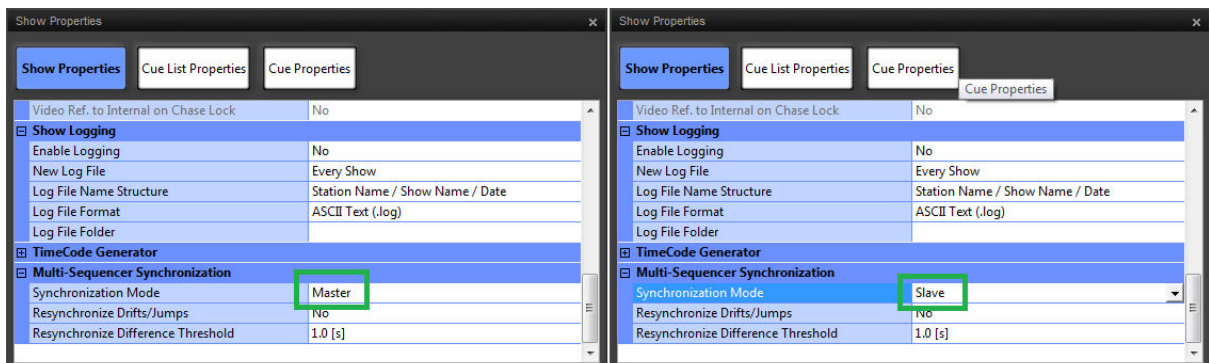 Show Properties
x
Show Properties Cue List Properties Cue Properties
Video Ref. to Internal on Chase Lock No
Show Logging
Enable Logging No
New Log File Every Show
Log File Name Structure Station Name / Show Name / Date
Log File Format ASCII Text (.log)
Log File Folder
TimeCode Generator
Multi-Sequencer Synchronization
Synchronization Mode Master
Resynchronize Drifts/Jumps No
Resynchronize Difference Threshold 1.0 [s]
Show Properties
x
Show Properties Cue List Properties Cue Properties
Cue Properties
Video Ref. to Internal on Chase Lock No
Show Logging
Enable Logging No
New Log File Every Show
Log File Name Structure Station Name / Show Name / Date
Log File Format ASCII Text (.log)
Log File Folder
TimeCode Generator
Multi-Sequencer Synchronization
Synchronization Mode Slave
Resynchronize Drifts/Jumps No
Resynchronize Difference Threshold 1.0 [s]